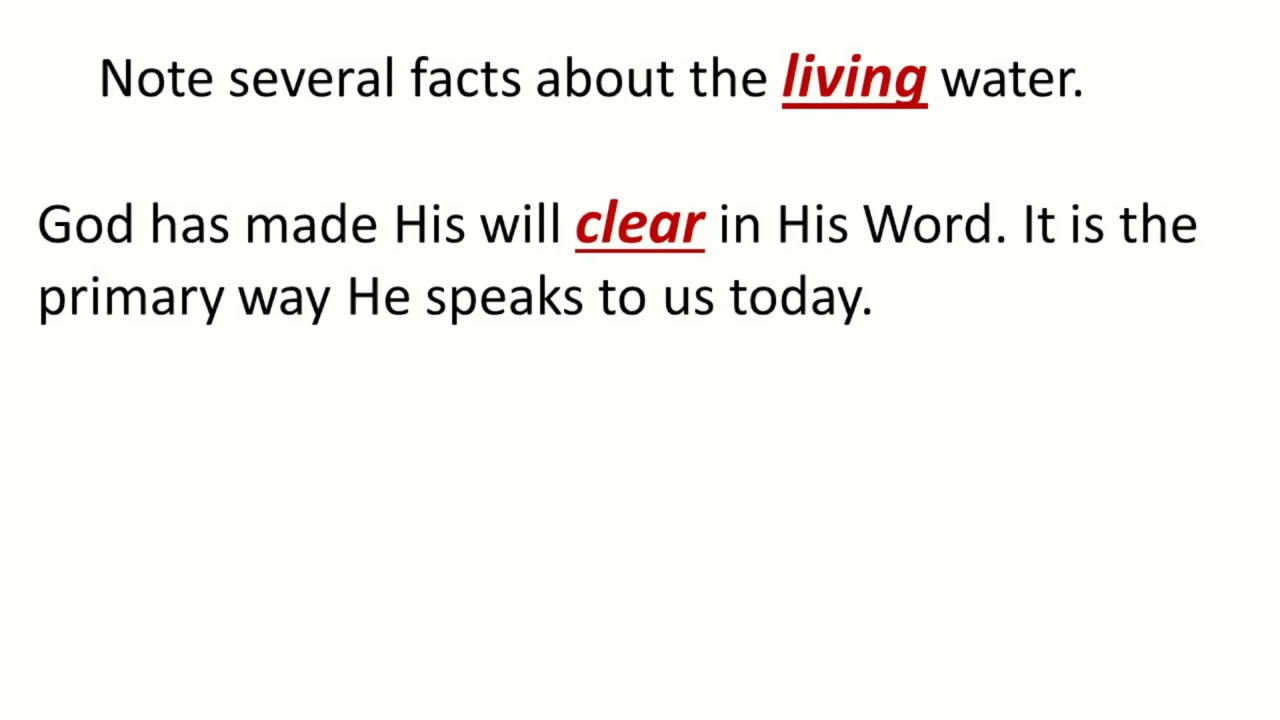 Note several facts about the living water.
God has made His will clear in His Word. It is the
primary way He speaks to us today.